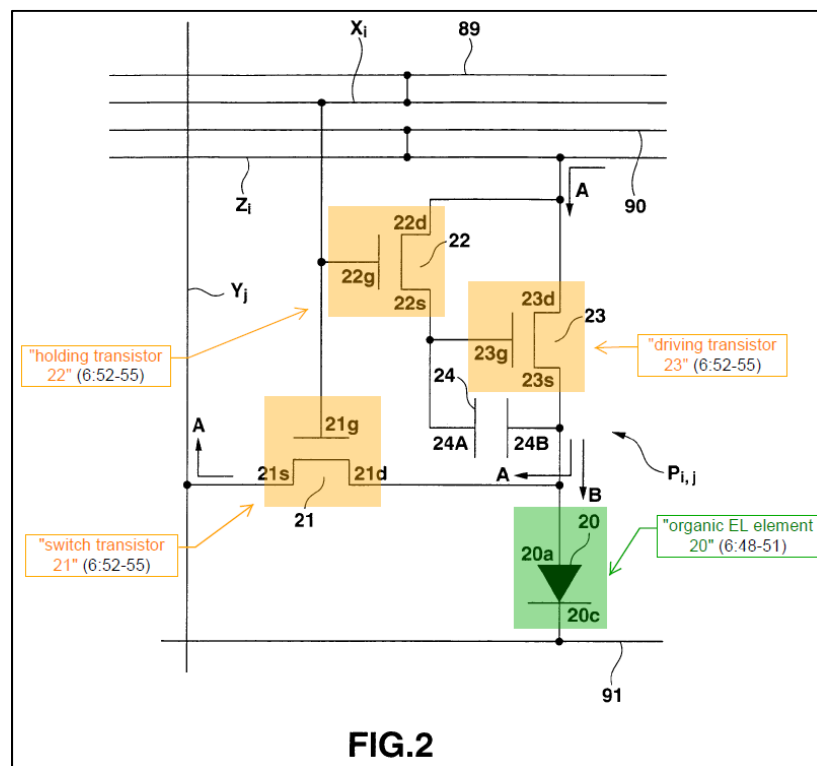 Xi
89
Zi
90
A
22d
22
22g
22s
Yj
23d
23
"holding transistor
22" (6:52-55)
23g
"driving transistor
23" (6:52-55)
24
23s
A
21g
24A
24B
Pi,j
21s
21d
A
B
21
"switch transistor
21" (6:52-55)
20
"organic EL element
20" (6:48-51)
20a
20c
91
FIG.2